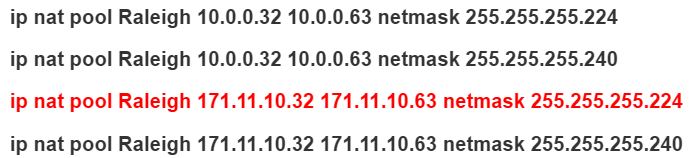 ip nat pool Raleigh 10.0.0.32 10.0.0.63 netmask 255.255.255.224
ip nat pool Raleigh 10.0.0.32 10.0.0.63 netmask 255.255.255.240
ip nat pool Raleigh 171.11.10.32 171.11.10.63 netmask 255.255.255.224
ip nat pool Raleigh 171.11.10.32 171.11.10.63 netmask 255.255.255.240